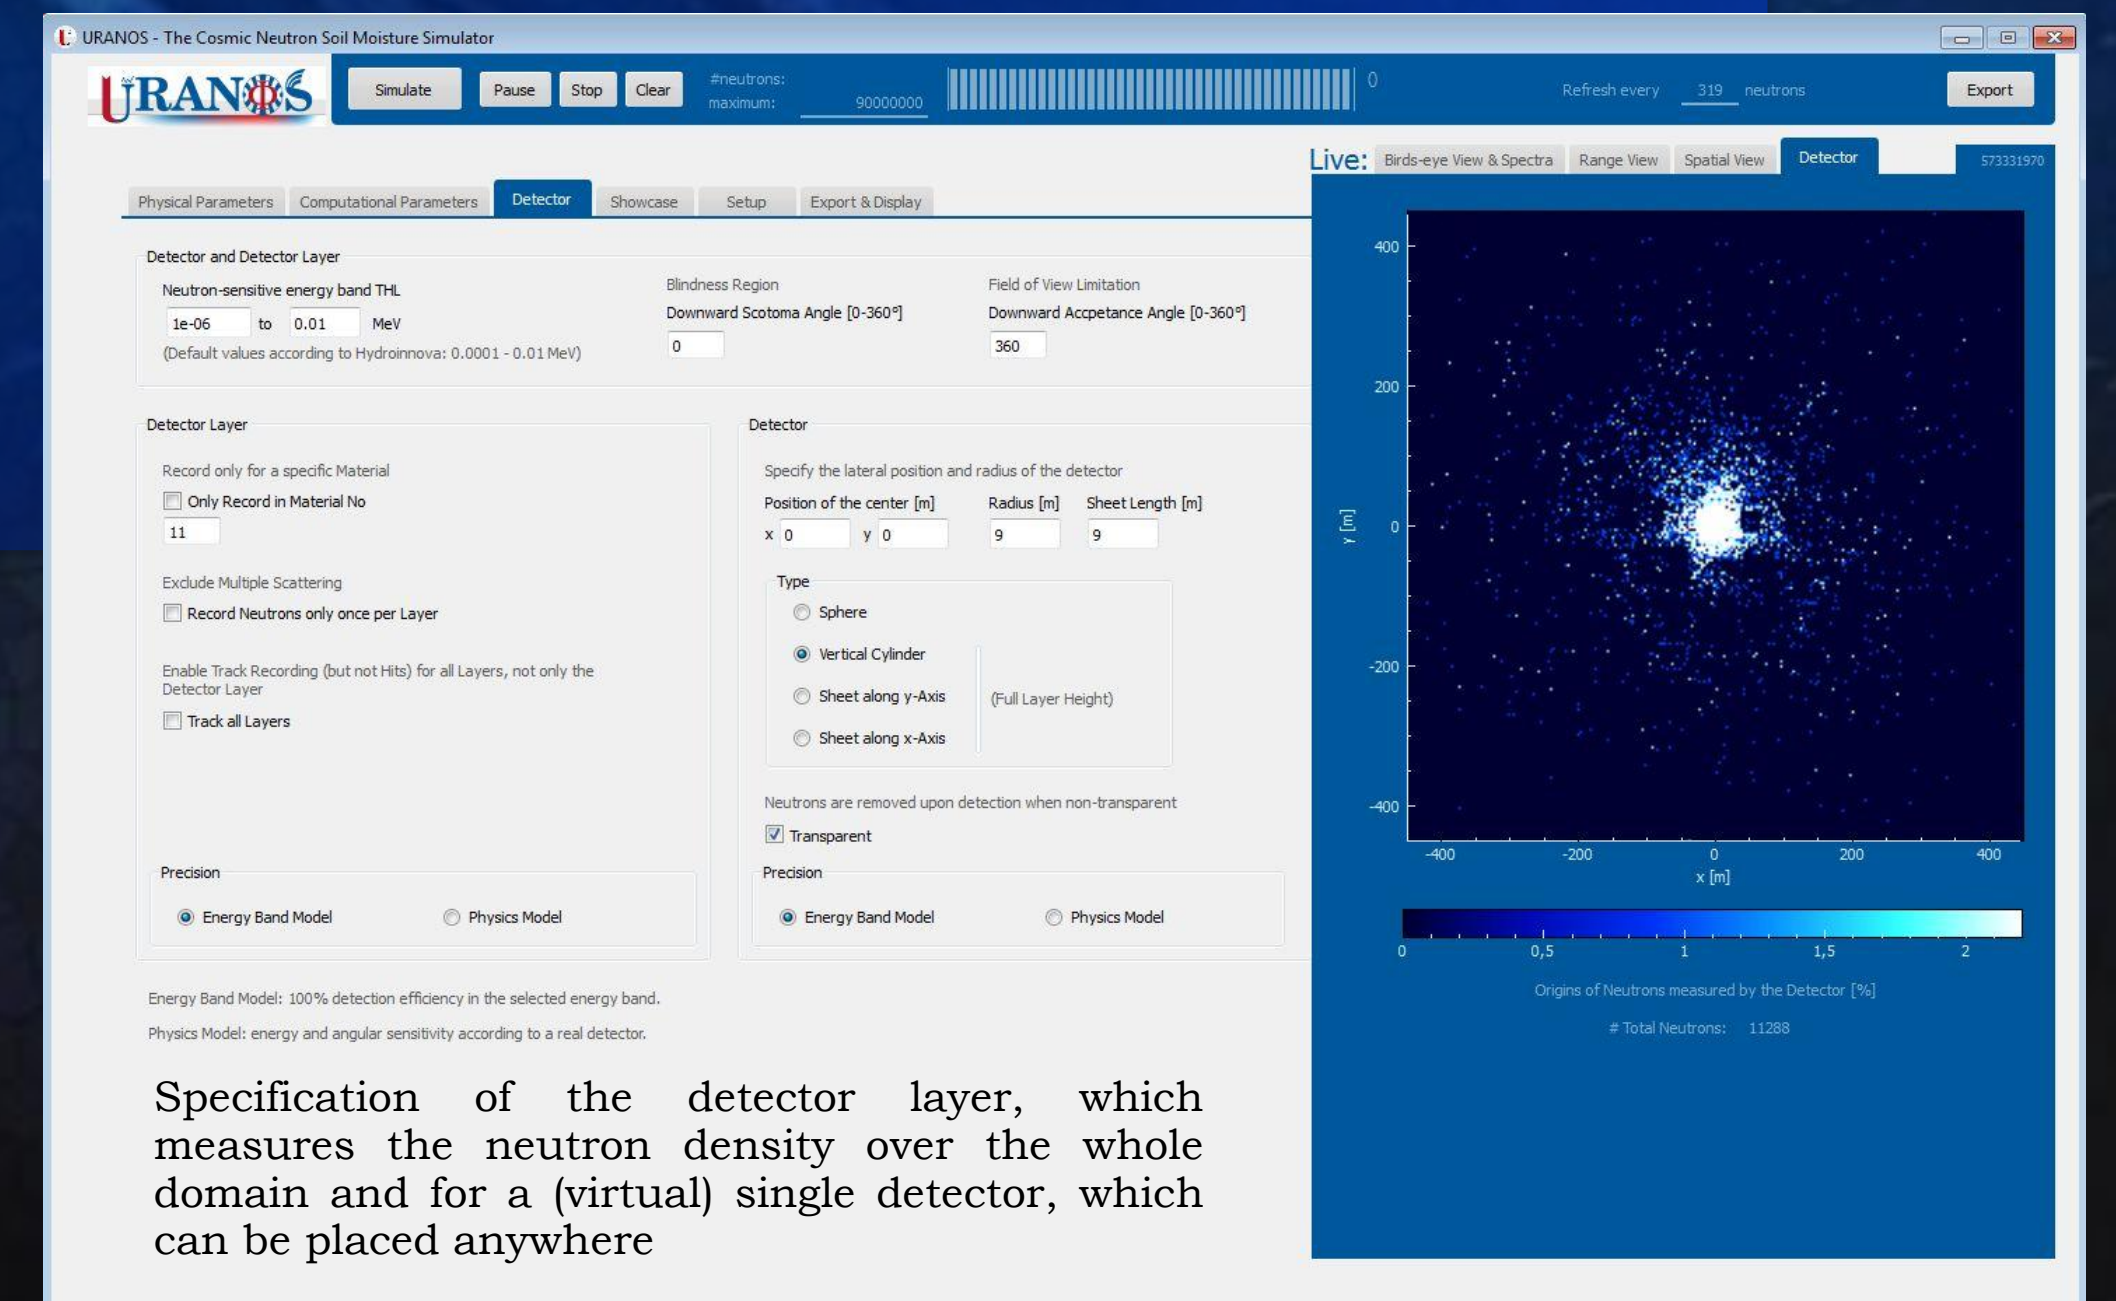 URANOS - The Cosmic Neutron Soil Moisture Simulator
URANOS
Simulate Pause Stop Clear
#neutrons: 0
maximum: 90000000
Refresh every 319 neutrons
Export
Live: Birds-eye View & Spectra Range View Spatial View Detector 573331970
Physical Parameters Computational Parameters Detector Showcase Setup Export & Display
Detector and Detector Layer
Neutron-sensitive energy band THL
1e-06 to 0.01 MeV
(Default values according to Hydroinnova: 0.0001 - 0.01 MeV)
Blindness Region
Downward Scotoma Angle [0-360°]
0
Field of View Limitation
Downward Accpetance Angle [0-360°]
360
Detector Layer
Record only for a specific Material
Only Record in Material No
11
Exclude Multiple Scattering
Record Neutrons only once per Layer
Enable Track Recording (but not Hits) for all Layers, not only the
Detector Layer
Track all Layers
Precision
Energy Band Model Physics Model
Detector
Specify the lateral position and radius of the detector
Position of the center [m] Radius [m] Sheet Length [m]
x 0 y 0 9 9
Type
Sphere
Vertical Cylinder
Sheet along y-Axis
(Full Layer Height)
Sheet along x-Axis
Neutrons are removed upon detection when non-transparent
Transparent
Precision
Energy Band Model Physics Model
Energy Band Model: 100% detection efficiency in the selected energy band.
Physics Model: energy and angular sensitivity according to a real detector.
400
200
0
-200
-400
y [m]
-400 -200 0 200 400
x [m]
0 0,5 1 1,5 2
Origins of Neutrons measured by the Detector [%]
# Total Neutrons: 11288
Specification of the detector layer, which
measures the neutron density over the whole
domain and for a (virtual) single detector, which
can be placed anywhere